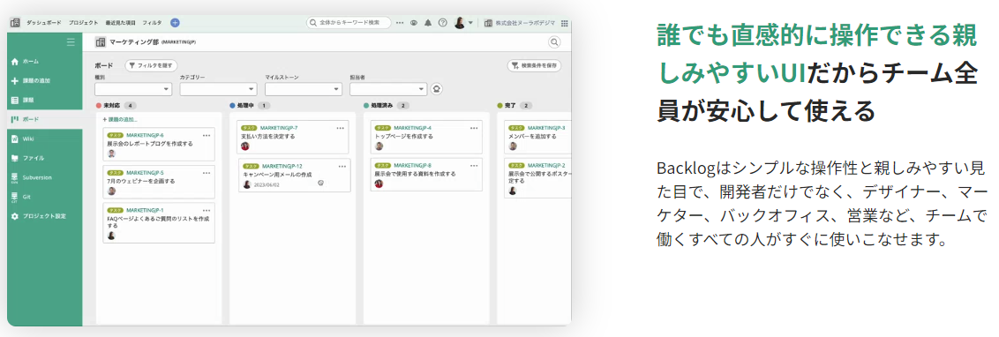 ダッシュボード プロジェクト 最近見た項目 フィルタ
全体からキーワード検索
株式会社ヌーラボデジマ
マーケティング部 (MARKETINGJP)
ホーム
課題の追加
課題
ボード
Wiki
ファイル
Subversion
Git
プロジェクト設定
ボード
フィルタを隠す
検索条件を保存
種別
カテゴリー
マイルストーン
担当者
未対応 4
+ 課題の追加...
タスク MARKETINGJP-6
展示会のレポートブログを作成する
タスク MARKETINGJP-5
7月のウェビナーを企画する
タスク MARKETINGJP-1
FAQページよくあるご質問のリストを作成
する
処理中 1
タスク MARKETINGJP-7
支払い方法を決定する
タスク MARKETINGJP-12
キャンペーン用メールの作成
2023/06/02
処理済み 2
タスク MARKETINGJP-4
トップページを作成する
タスク MARKETINGJP-8
展示会で使用する資料を作成する
完了 2
タスク MARKETINGJP-3
メンバーを追加する
タスク MARKETINGJP-2
展示会で公開するポスター
定する
誰でも直感的に操作できる親
しみやすいUIだからチーム全
員が安心して使える
Backlogはシンプルな操作性と親しみやすい見
た目で、開発者だけでなく、デザイナー、マー
ケター、バックオフィス、営業など、チームで
働くすべての人がすぐに使いこなせます。